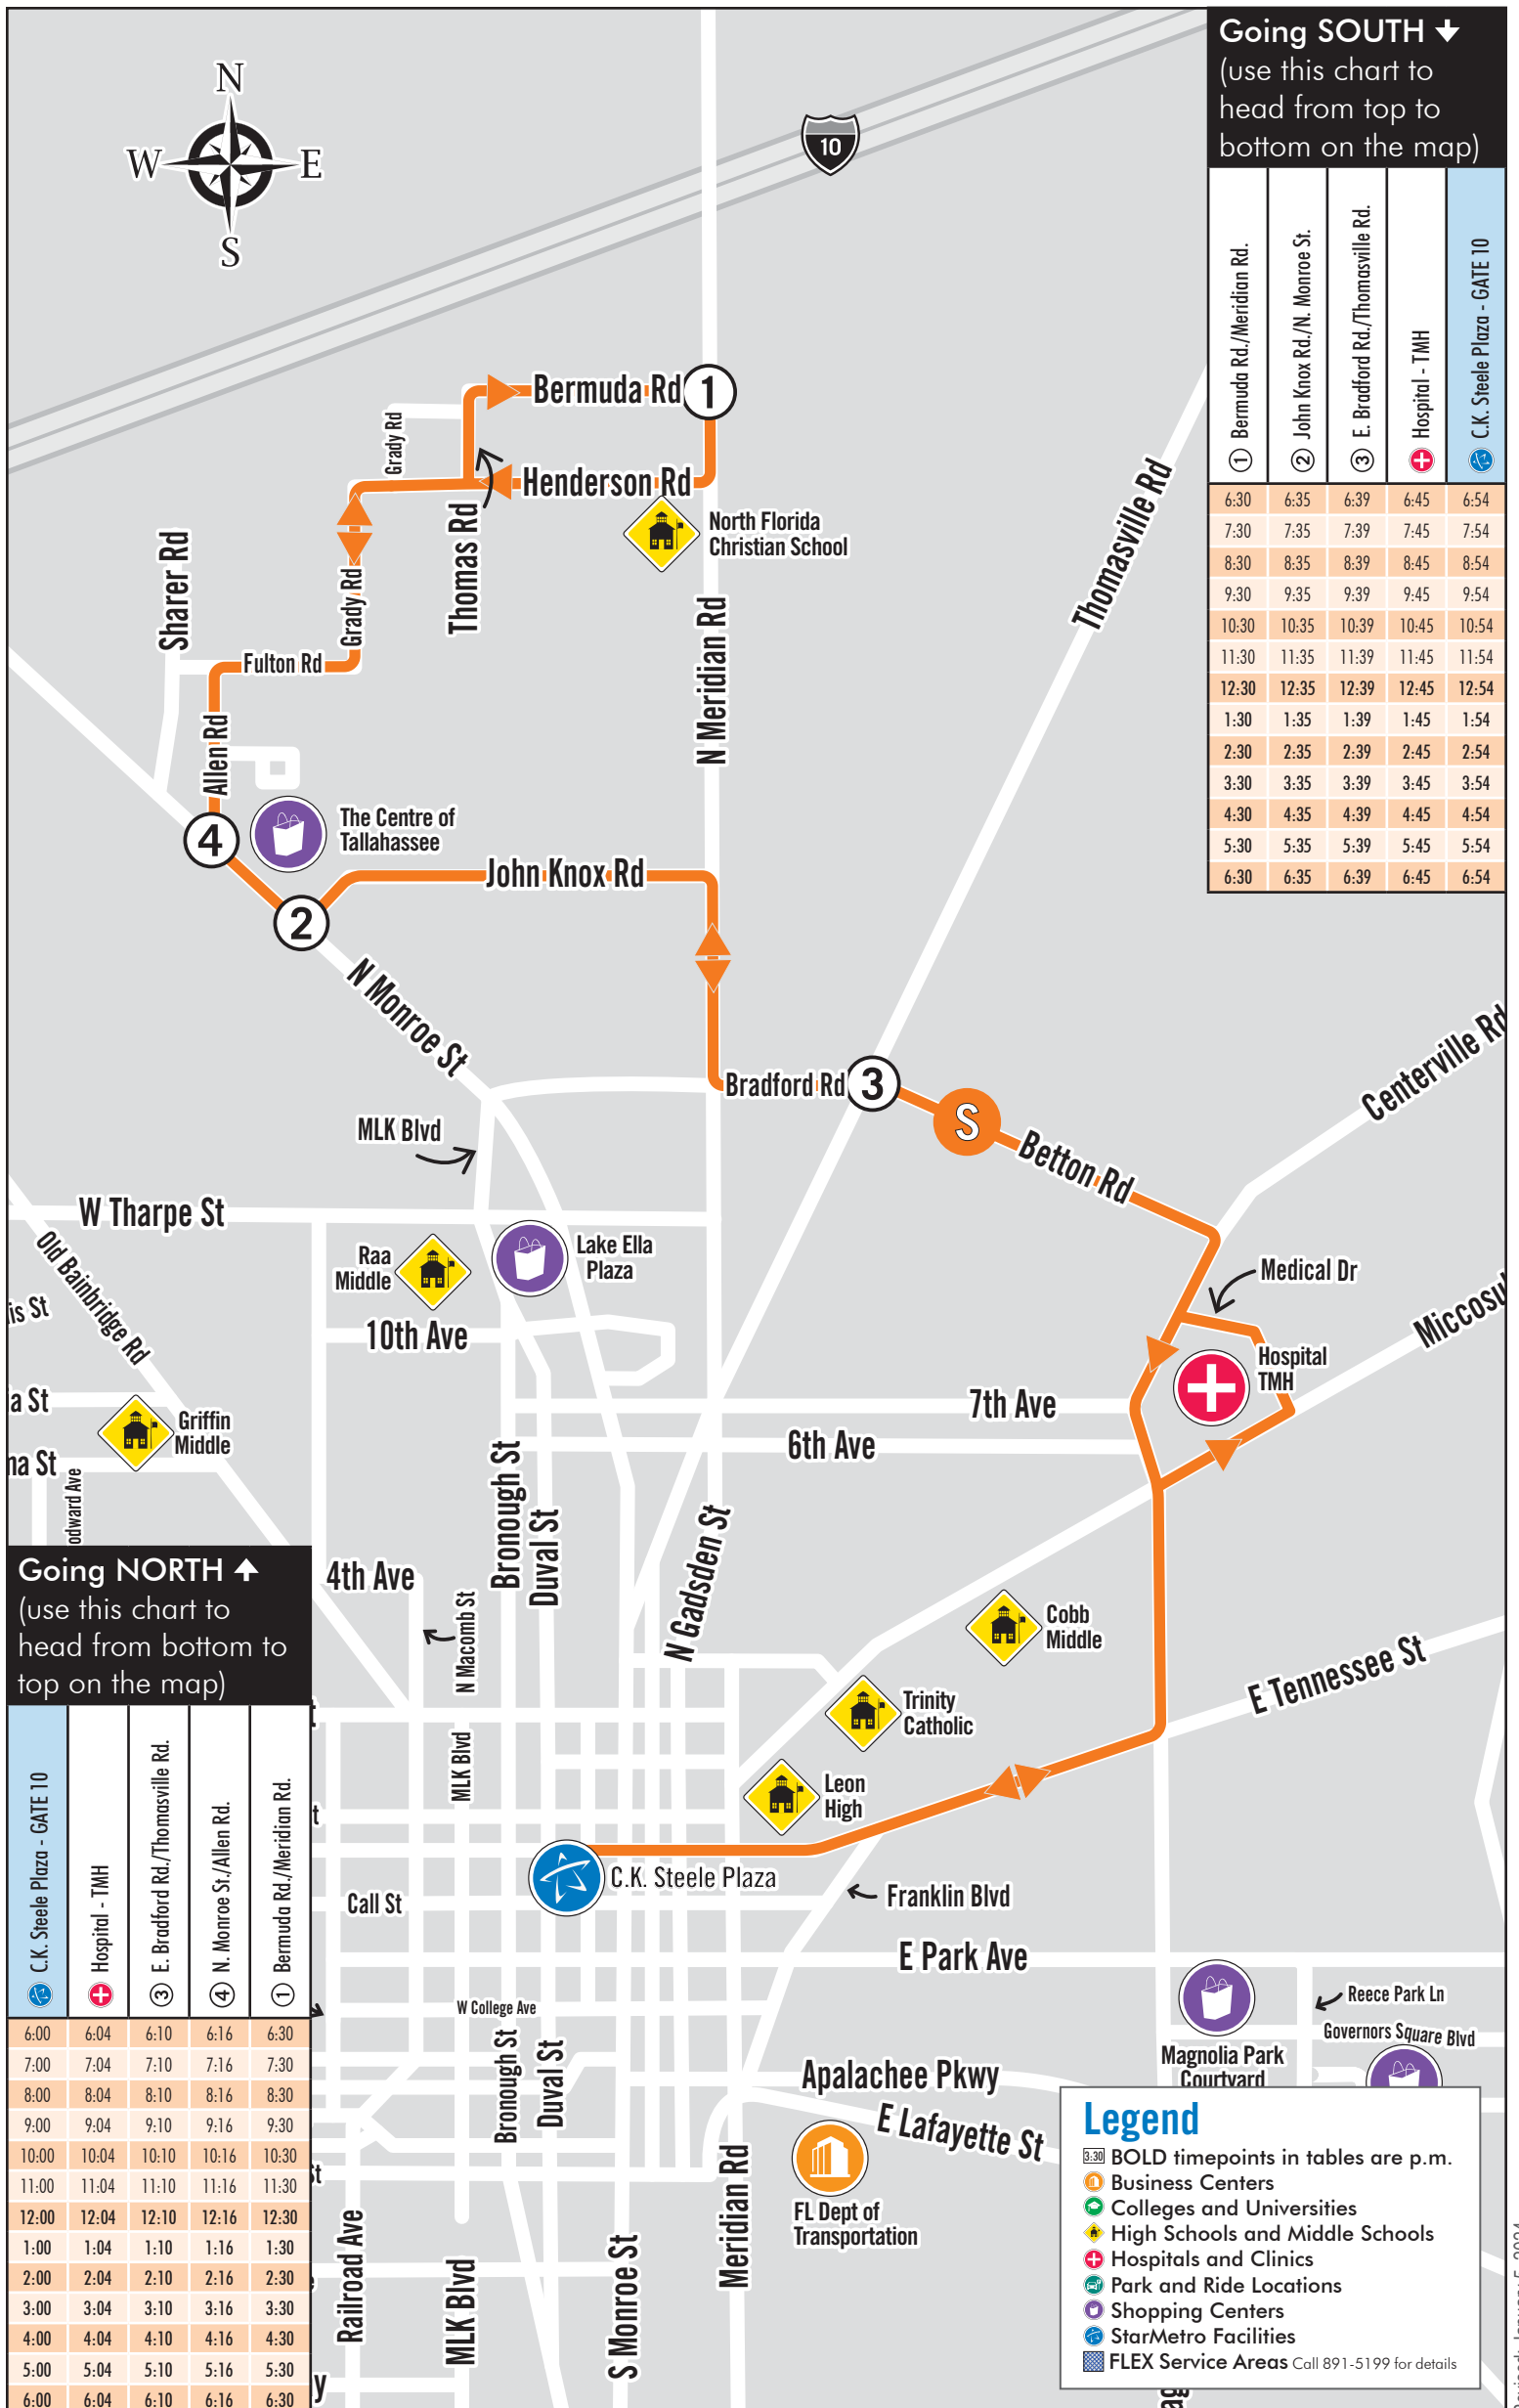 Going SOUTH
(use this chart to
head from top to
bottom on the map)
1 Bermuda Rd./Meridian Rd.
2 John Knox Rd./N. Monroe St.
3 E. Bradford Rd./Thomasville Rd.
Hospital - TMH
C.K. Steele Plaza - GATE 10
6:30 6:35 6:39 6:45 6:54
7:30 7:35 7:39 7:45 7:54
8:30 8:35 8:39 8:45 8:54
9:30 9:35 9:39 9:45 9:54
10:30 10:35 10:39 10:45 10:54
11:30 11:35 11:39 11:45 11:54
12:30 12:35 12:39 12:45 12:54
1:30 1:35 1:39 1:45 1:54
2:30 2:35 2:39 2:45 2:54
3:30 3:35 3:39 3:45 3:54
4:30 4:35 4:39 4:45 4:54
5:30 5:35 5:39 5:45 5:54
6:30 6:35 6:39 6:45 6:54
N
W E
S
10
Bermuda Rd
1
Grady Rd
Henderson Rd
North Florida
Christian School
Thomasville Rd
Sharer Rd
Thomas Rd
Grady Rd
Fulton Rd
N Meridian Rd
Allen Rd
4
The Centre of
Tallahassee
John Knox Rd
2
N Monroe St
Bradford Rd
3
S
Betton Rd
Centerville Rd
MLK Blvd
W Tharpe St
Old Bainbridge Rd
Raa
Middle
Lake Ella
Plaza
Medical Dr
is St
10th Ave
Miccosu
Hospital
TMH
a St
Griffin
Middle
7th Ave
6th Ave
na St
odward Ave
Bronough St
Duval St
N Gadsden St
4th Ave
N Macomb St
Cobb
Middle
Trinity
Catholic
E Tennessee St
MLK Blvd
Leon
High
t
t
C.K. Steele Plaza
Call St
Franklin Blvd
E Park Ave
W College Ave
Reece Park Ln
Governors Square Blvd
Magnolia Park
Courtyard
Bronough St
Duval St
Apalachee Pkwy
E Lafayette St
St
FL Dept of
Transportation
Railroad Ave
MLK Blvd
S Monroe St
Meridian Rd
y
ag
Going NORTH
(use this chart to
head from bottom to
top on the map)
C.K. Steele Plaza - GATE 10
Hospital - TMH
3 E. Bradford Rd./Thomasville Rd.
4 N. Monroe St./Allen Rd.
1 Bermuda Rd./Meridian Rd.
6:00 6:04 6:10 6:16 6:30
7:00 7:04 7:10 7:16 7:30
8:00 8:04 8:10 8:16 8:30
9:00 9:04 9:10 9:16 9:30
10:00 10:04 10:10 10:16 10:30
11:00 11:04 11:10 11:16 11:30
12:00 12:04 12:10 12:16 12:30
1:00 1:04 1:10 1:16 1:30
2:00 2:04 2:10 2:16 2:30
3:00 3:04 3:10 3:16 3:30
4:00 4:04 4:10 4:16 4:30
5:00 5:04 5:10 5:16 5:30
6:00 6:04 6:10 6:16 6:30
Legend
3:30 BOLD timepoints in tables are p.m.
Business Centers
Colleges and Universities
High Schools and Middle Schools
Hospitals and Clinics
Park and Ride Locations
Shopping Centers
StarMetro Facilities
FLEX Service Areas Call 891-5199 for details